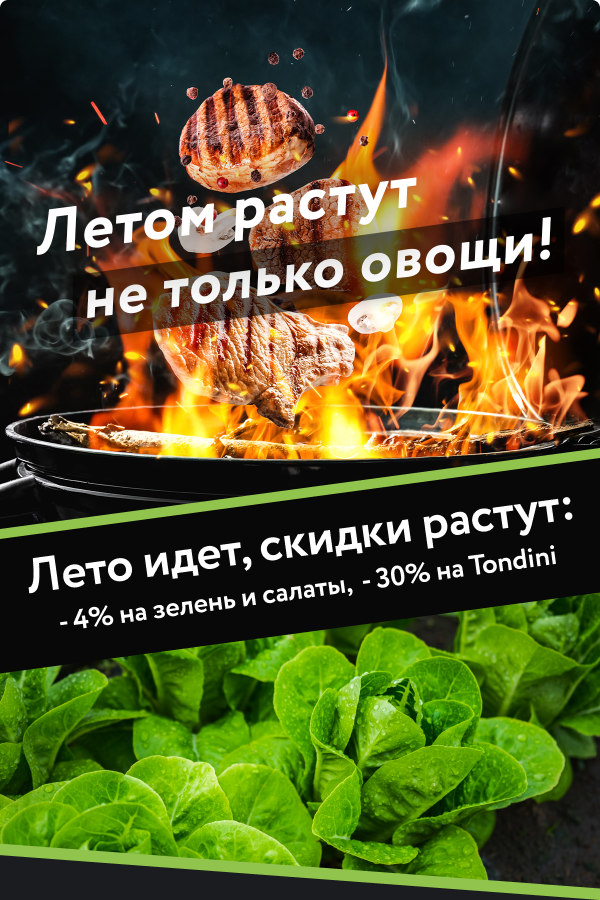 Летом растут
не только овощи!
Лето идет, скидки растут:
- 4% на зелень и салаты, - 30% на Tondini